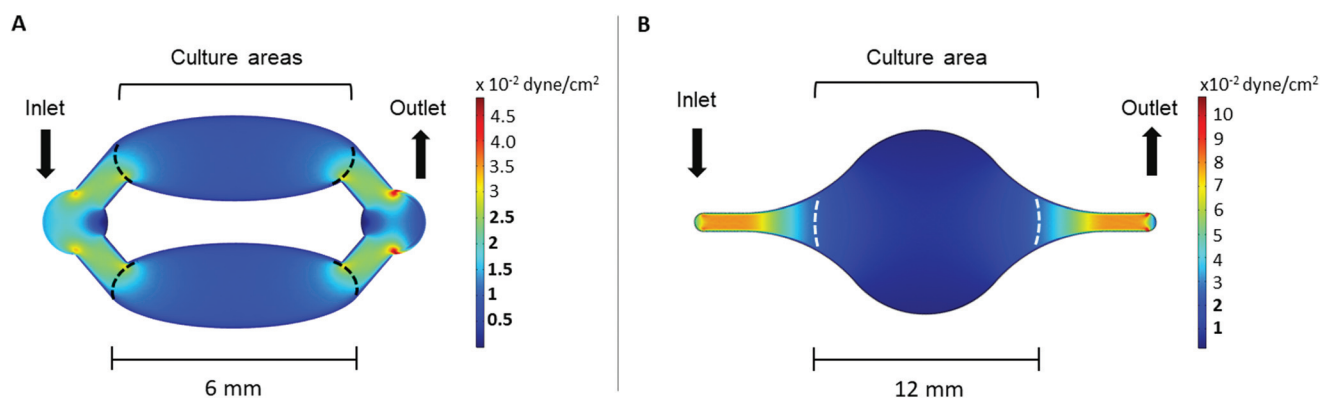 A
Culture areas
Inlet
Outlet
x 10⁻² dyne/cm²
4.5
4.0
3.5
3
2.5
2
1.5
1
0.5
6 mm
B
Culture area
Inlet
Outlet
x10⁻² dyne/cm²
10
9
8
7
6
5
4
3
2
1
12 mm